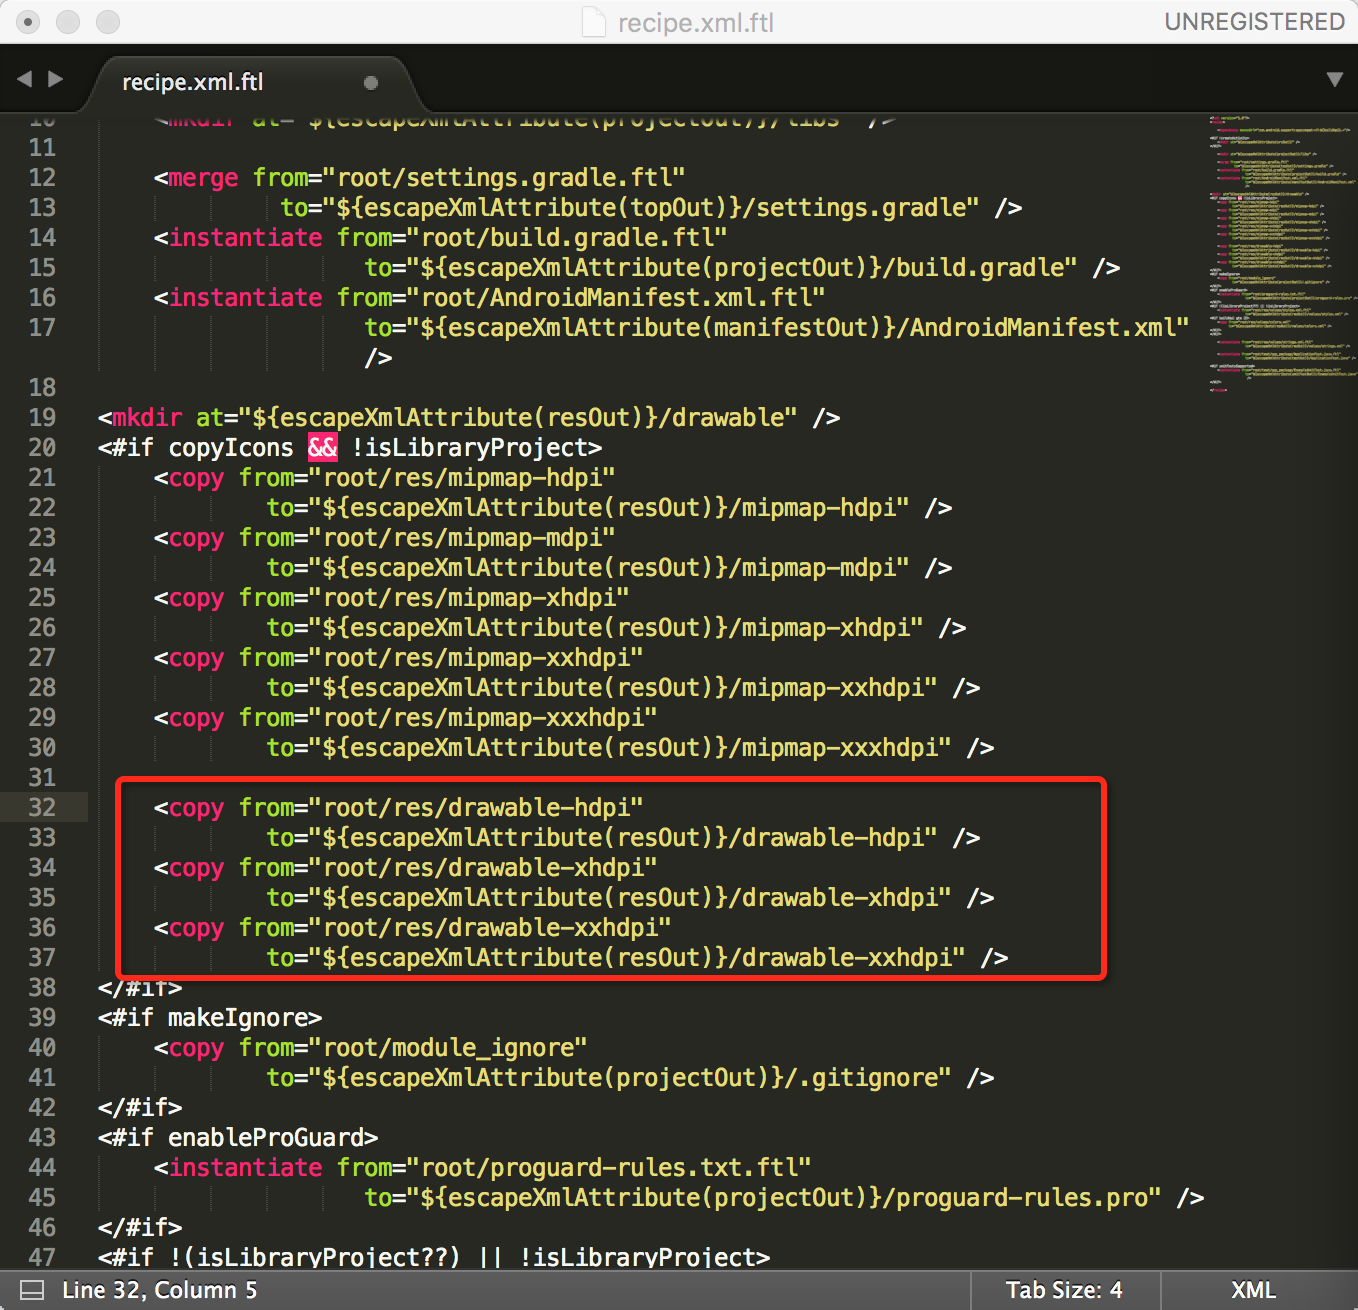 recipe.xml.ftl
UNREGISTERED
recipe.xml.ftl
10 <mkdir at="${escapeXmlAttribute(projectOut)}/libs" />
11
12 <merge from="root/settings.gradle.ftl"
13 to="${escapeXmlAttribute(topOut)}/settings.gradle" />
14 <instantiate from="root/build.gradle.ftl"
15 to="${escapeXmlAttribute(projectOut)}/build.gradle" />
16 <instantiate from="root/AndroidManifest.xml.ftl"
17 to="${escapeXmlAttribute(manifestOut)}/AndroidManifest.xml"
/>
18
19 <mkdir at="${escapeXmlAttribute(resOut)}/drawable" />
20 <#if copyIcons && !isLibraryProject>
21 <copy from="root/res/mipmap-hdpi"
22 to="${escapeXmlAttribute(resOut)}/mipmap-hdpi" />
23 <copy from="root/res/mipmap-mdpi"
24 to="${escapeXmlAttribute(resOut)}/mipmap-mdpi" />
25 <copy from="root/res/mipmap-xhdpi"
26 to="${escapeXmlAttribute(resOut)}/mipmap-xhdpi" />
27 <copy from="root/res/mipmap-xxhdpi"
28 to="${escapeXmlAttribute(resOut)}/mipmap-xxhdpi" />
29 <copy from="root/res/mipmap-xxxhdpi"
30 to="${escapeXmlAttribute(resOut)}/mipmap-xxxhdpi" />
31
32 <copy from="root/res/drawable-hdpi"
33 to="${escapeXmlAttribute(resOut)}/drawable-hdpi" />
34 <copy from="root/res/drawable-xhdpi"
35 to="${escapeXmlAttribute(resOut)}/drawable-xhdpi" />
36 <copy from="root/res/drawable-xxhdpi"
37 to="${escapeXmlAttribute(resOut)}/drawable-xxhdpi" />
38 </#if>
39 <#if makeIgnore>
40 <copy from="root/module_ignore"
41 to="${escapeXmlAttribute(projectOut)}/.gitignore" />
42 </#if>
43 <#if enableProGuard>
44 <instantiate from="root/proguard-rules.txt.ftl"
45 to="${escapeXmlAttribute(projectOut)}/proguard-rules.pro" />
46 </#if>
47 <#if !(isLibraryProject??) || !isLibraryProject>
Line 32, Column 5
Tab Size: 4
XML